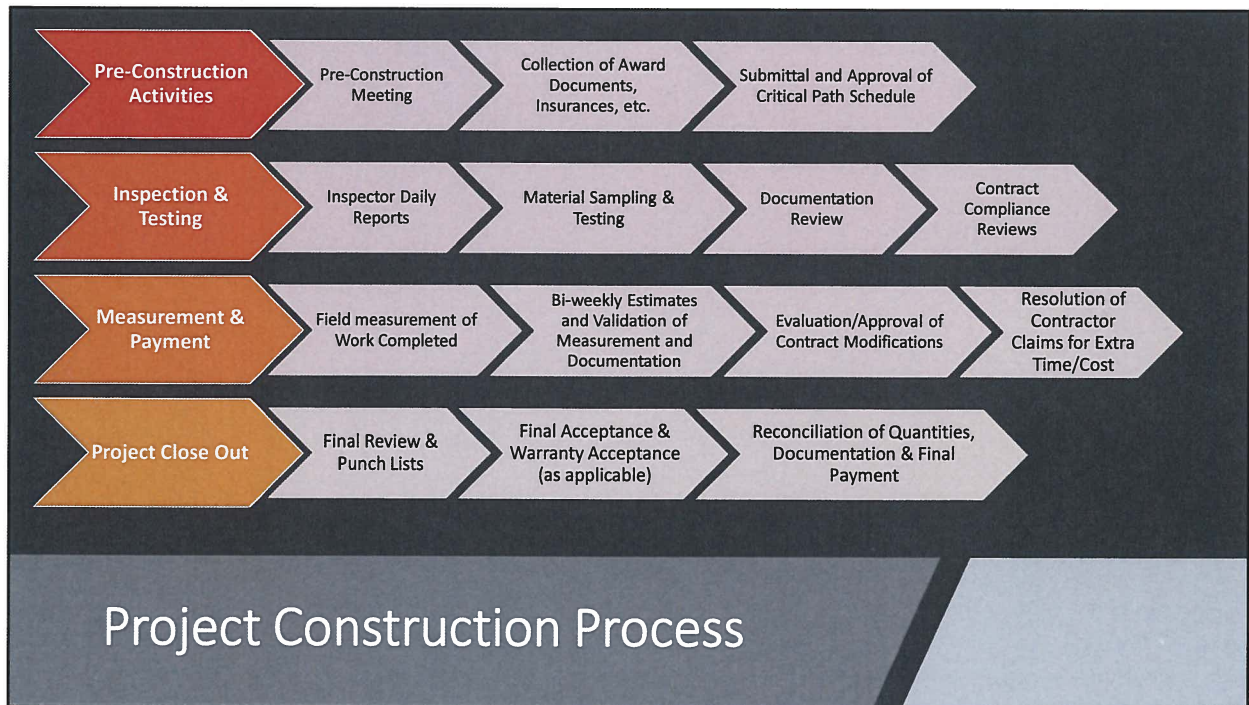 Pre-Construction
Activities
Pre-Construction
Meeting
Collection of Award
Documents,
Insurances, etc.
Submittal and Approval of
Critical Path Schedule
Inspection &
Testing
Inspector Daily
Reports
Material Sampling &
Testing
Documentation
Review
Contract
Compliance
Reviews
Measurement &
Payment
Field measurement of
Work Completed
Bi-weekly Estimates
and Validation of
Measurement and
Documentation
Evaluation/Approval of
Contract Modifications
Resolution of
Contractor
Claims for Extra
Time/Cost
Project Close Out
Final Review &
Punch Lists
Final Acceptance &
Warranty Acceptance
(as applicable)
Reconciliation of Quantities,
Documentation & Final
Payment
Project Construction Process